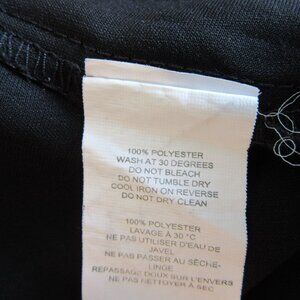 100% POLYESTER
WASH AT 30 DEGREES
DO NOT BLEACH
DO NOT TUMBLE DRY
COOL IRON ON REVERSE
DO NOT DRY CLEAN
100% POLYESTER
LAVAGE À 30 °C
NE PAS UTILISER D'EAU DE
JAVEL
NE PAS PASSER AU SÈCHE-
LINGE
REPASSAGE DOUX SUR L'ENVERS
NE PAS NETTOYER À SEC